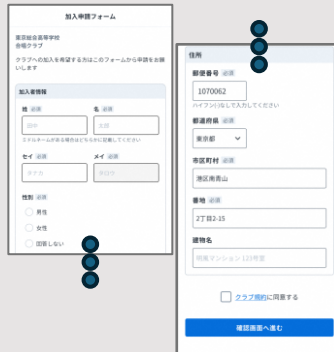 加入申請フォーム
東京総合高等学校
合唱クラブ
クラブへの加入を希望する方はこのフォームから申請をお願いします
加入者情報
姓 必須
名 必須
田中
太郎
ミドルネームがある場合はどちらかに記載してください
セイ 必須
メイ 必須
タナカ
タロウ
性別 必須
男性
女性
回答しない
住所
郵便番号 必須
1070062
ハイフン(-)なしで入力してください
都道府県 必須
東京都
市区町村 必須
港区南青山
番地 必須
2丁目2-15
建物名
関東マンション 123号室
クラブ規約に同意する
確認画面へ進む